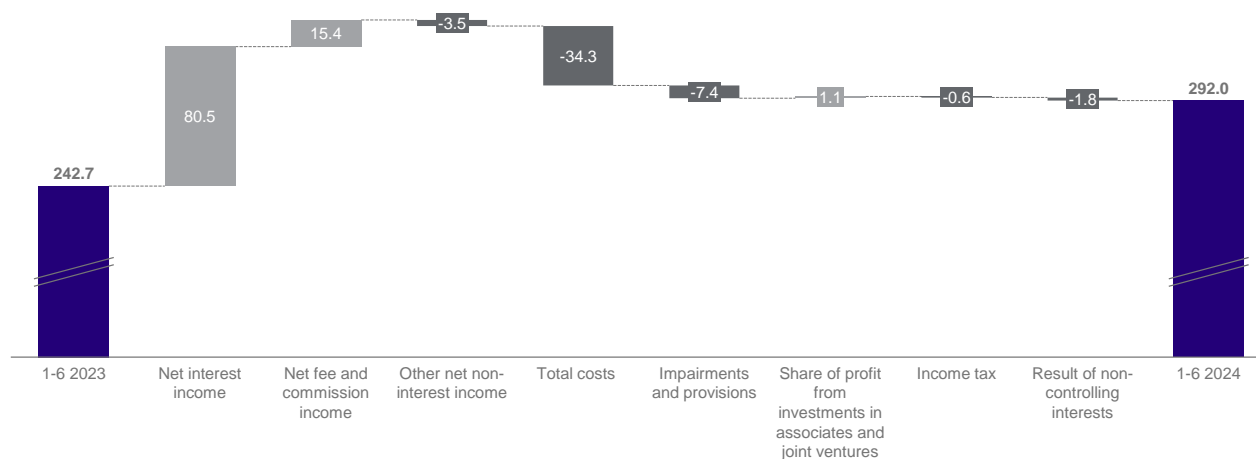 15.4
-3.5
-34.3
80.5
-7.4
1.1
-0.6
-1.8
292.0
242.7
1-6 2023
Net interest
income
Net fee and
commission
income
Other net non-
interest income
Total costs
Impairments
and provisions
Share of profit
from
investments in
associates and
joint ventures
Income tax
Result of non-
controlling
interests
1-6 2024